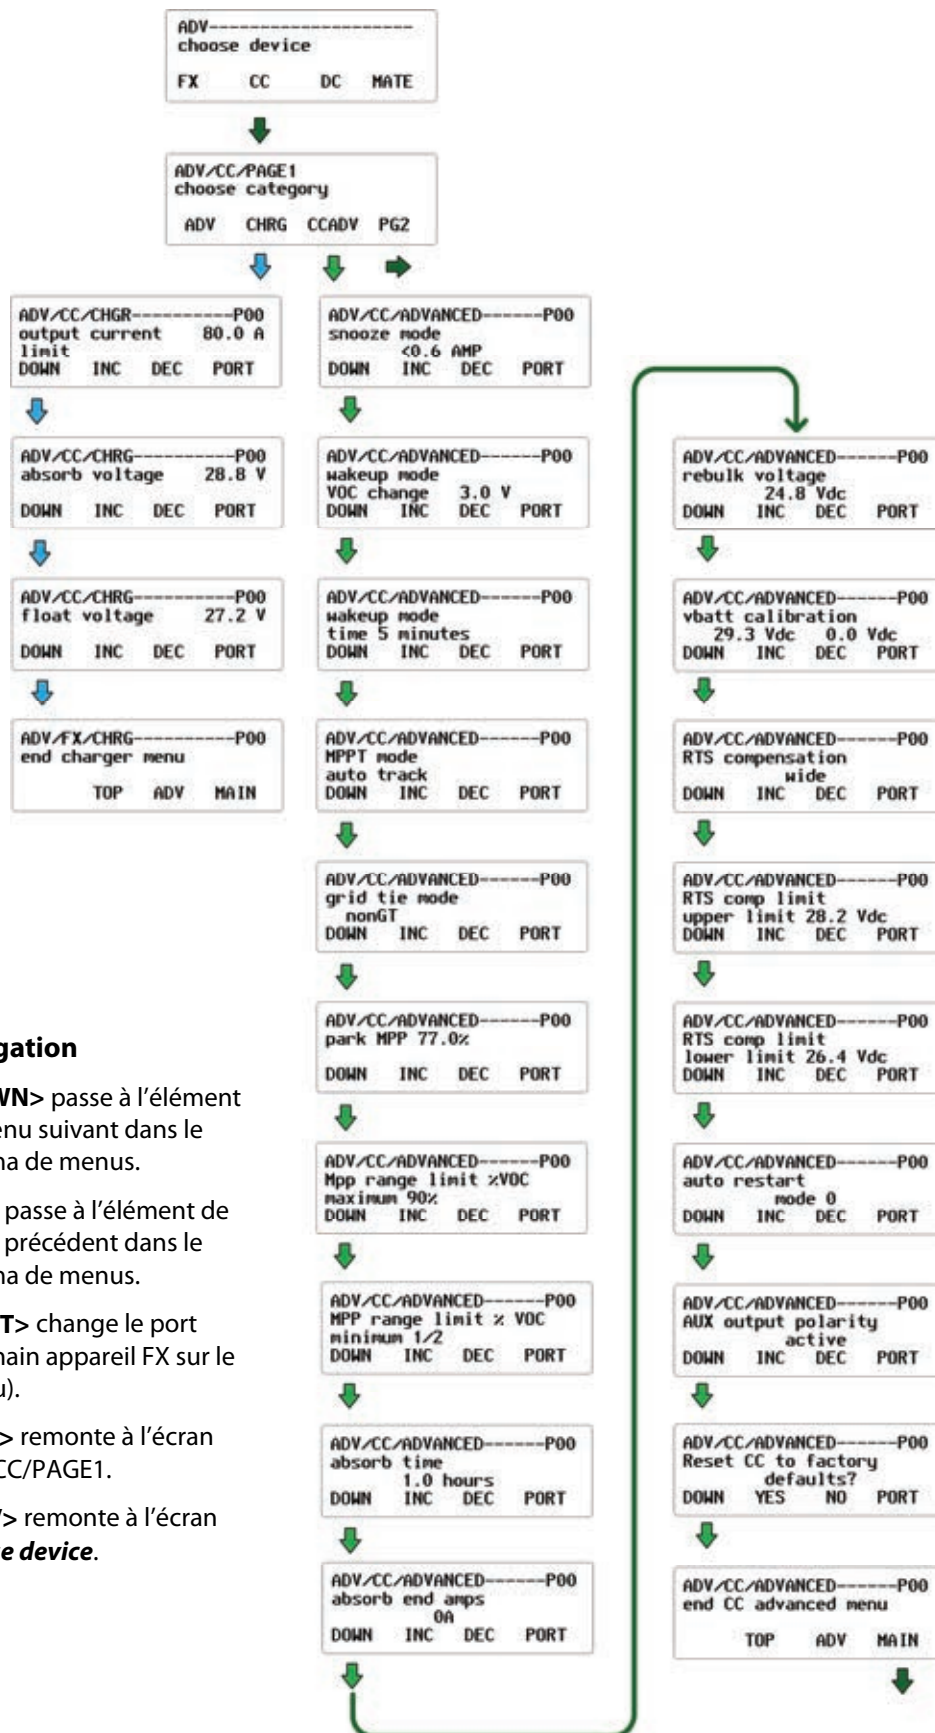 ADV--------------------
choose device
FX CC DC MATE
ADV/CC/PAGE1
choose category
ADV CHRG CCADV PG2
ADV/CC/CHGR----------P00
output current 80.0 A
limit
DOWN INC DEC PORT
ADV/CC/CHRG----------P00
absorb voltage 28.8 V
DOWN INC DEC PORT
ADV/CC/CHRG----------P00
float voltage 27.2 V
DOWN INC DEC PORT
ADV/FX/CHRG----------P00
end charger menu
TOP ADV MAIN
gation
WN> passe à l’élément
enu suivant dans le
na de menus.
passe à l’élément de
précédent dans le
na de menus.
T> change le port
hain appareil FX sur le
u).
> remonte à l’écran
CC/PAGE1.
/> remonte à l’écran
e device.
ADV/CC/ADVANCED------P00
snooze mode
<0.6 AMP
DOWN INC DEC PORT
ADV/CC/ADVANCED------P00
wakeup mode
VOC change 3.0 V
DOWN INC DEC PORT
ADV/CC/ADVANCED------P00
wakeup mode
time 5 minutes
DOWN INC DEC PORT
ADV/CC/ADVANCED------P00
MPPT mode
auto track
DOWN INC DEC PORT
ADV/CC/ADVANCED------P00
grid tie mode
nonGT
DOWN INC DEC PORT
ADV/CC/ADVANCED------P00
park MPP 77.0%
DOWN INC DEC PORT
ADV/CC/ADVANCED------P00
Mpp range limit %VOC
maximum 90%
DOWN INC DEC PORT
ADV/CC/ADVANCED------P00
MPP range limit % VOC
minimum 1/2
DOWN INC DEC PORT
ADV/CC/ADVANCED------P00
absorb time
1.0 hours
DOWN INC DEC PORT
ADV/CC/ADVANCED------P00
absorb end amps
0A
DOWN INC DEC PORT
ADV/CC/ADVANCED------P00
rebulk voltage
24.8 Vdc
DOWN INC DEC PORT
ADV/CC/ADVANCED------P00
vbatt calibration
29.3 Vdc 0.0 Vdc
DOWN INC DEC PORT
ADV/CC/ADVANCED------P00
RTS compensation
wide
DOWN INC DEC PORT
ADV/CC/ADVANCED------P00
RTS comp limit
upper limit 28.2 Vdc
DOWN INC DEC PORT
ADV/CC/ADVANCED------P00
RTS comp limit
lower limit 26.4 Vdc
DOWN INC DEC PORT
ADV/CC/ADVANCED------P00
auto restart
mode 0
DOWN INC DEC PORT
ADV/CC/ADVANCED------P00
AUX output polarity
active
DOWN INC DEC PORT
ADV/CC/ADVANCED------P00
Reset CC to factory
defaults?
DOWN YES NO PORT
ADV/CC/ADVANCED------P00
end CC advanced menu
TOP ADV MAIN